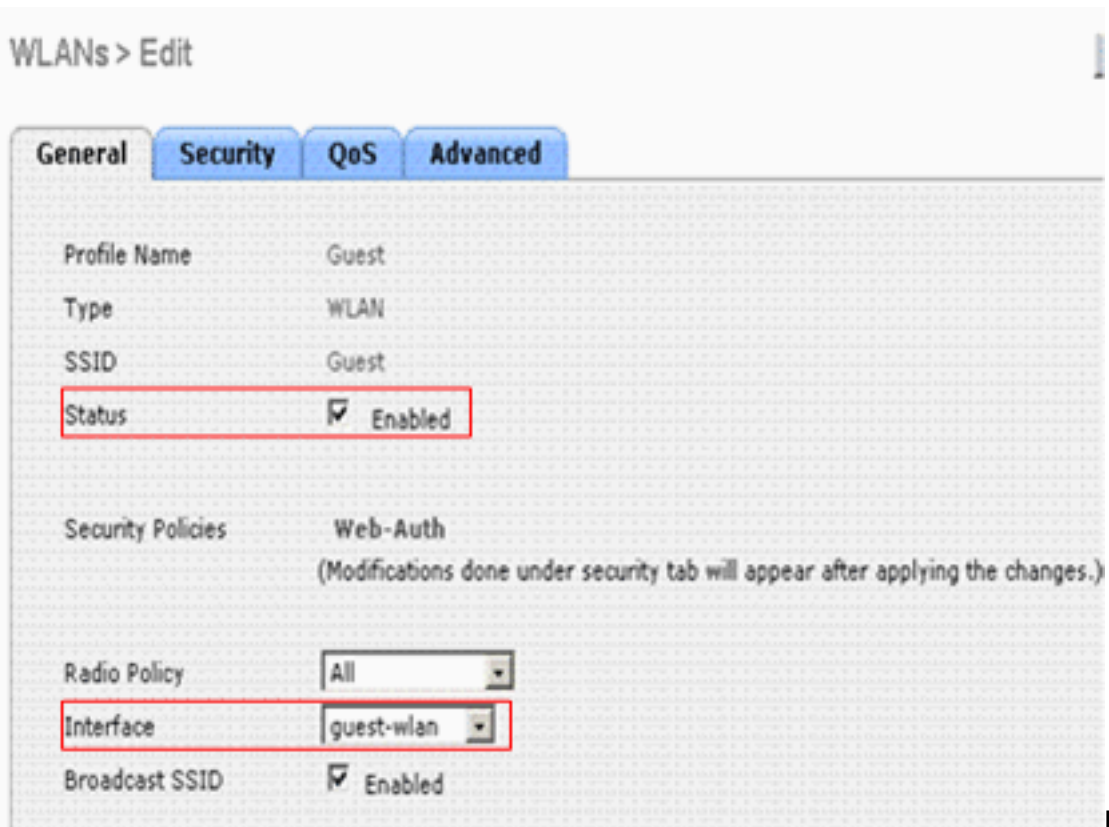 WLANs > Edit
General Security QoS Advanced
Profile Name Guest
Type WLAN
SSID Guest
Status Enabled
Security Policies Web-Auth
(Modifications done under security tab will appear after applying the changes.)
Radio Policy All
Interface guest-wlan
Broadcast SSID Enabled